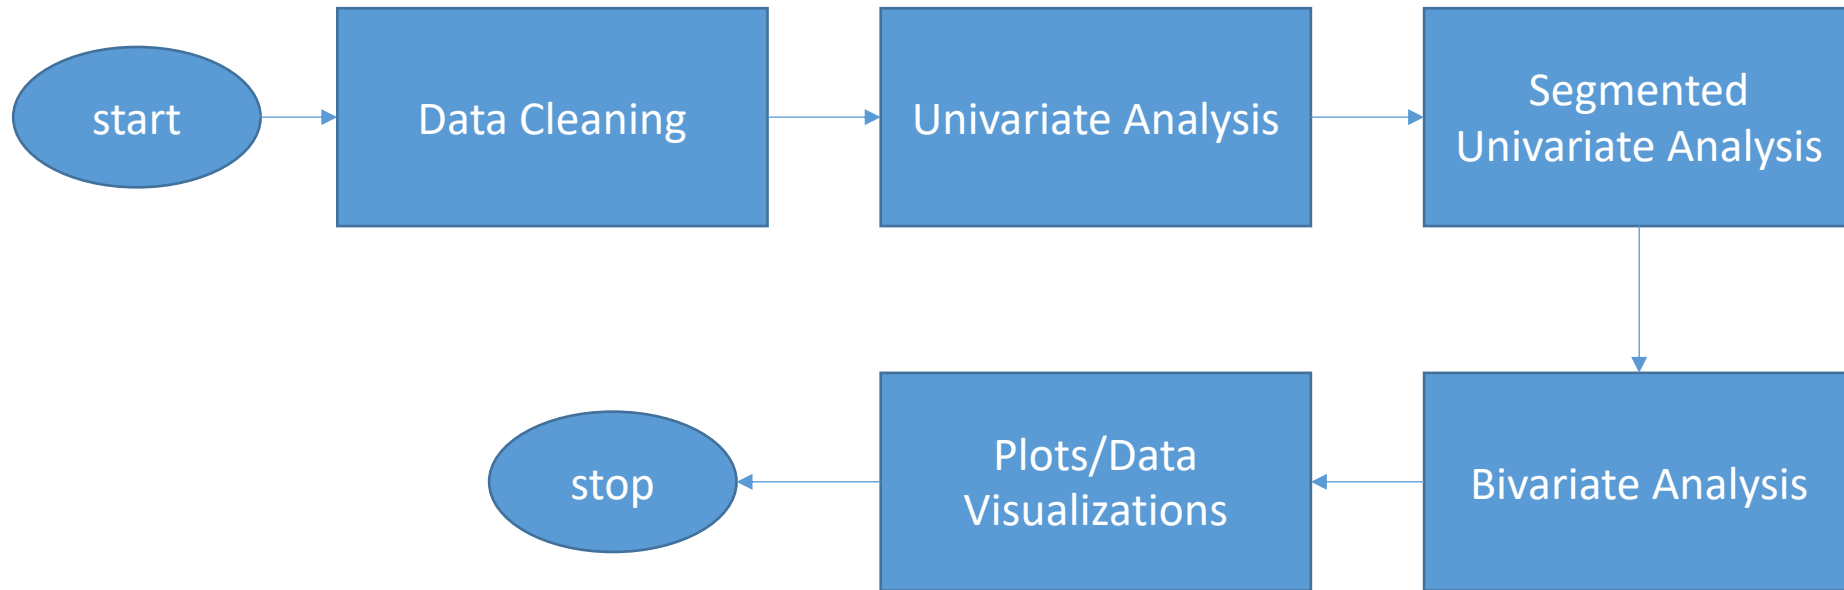 start
Data Cleaning
Univariate Analysis
Segmented
Univariate Analysis
Bivariate Analysis
Plots/Data
Visualizations
stop